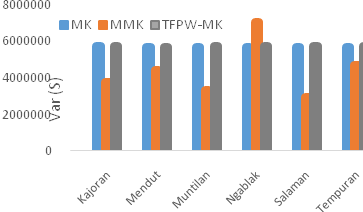 8000000
MK MMK TFPW-MK
6000000
4000000
2000000
0
Var (S)
Kajoran
Mendut
Muntilan
Ngablak
Salaman
Tempuran